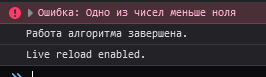 Ошибка: Одно из чисел меньше ноля
Работа алгоритма завершена.
Live reload enabled.